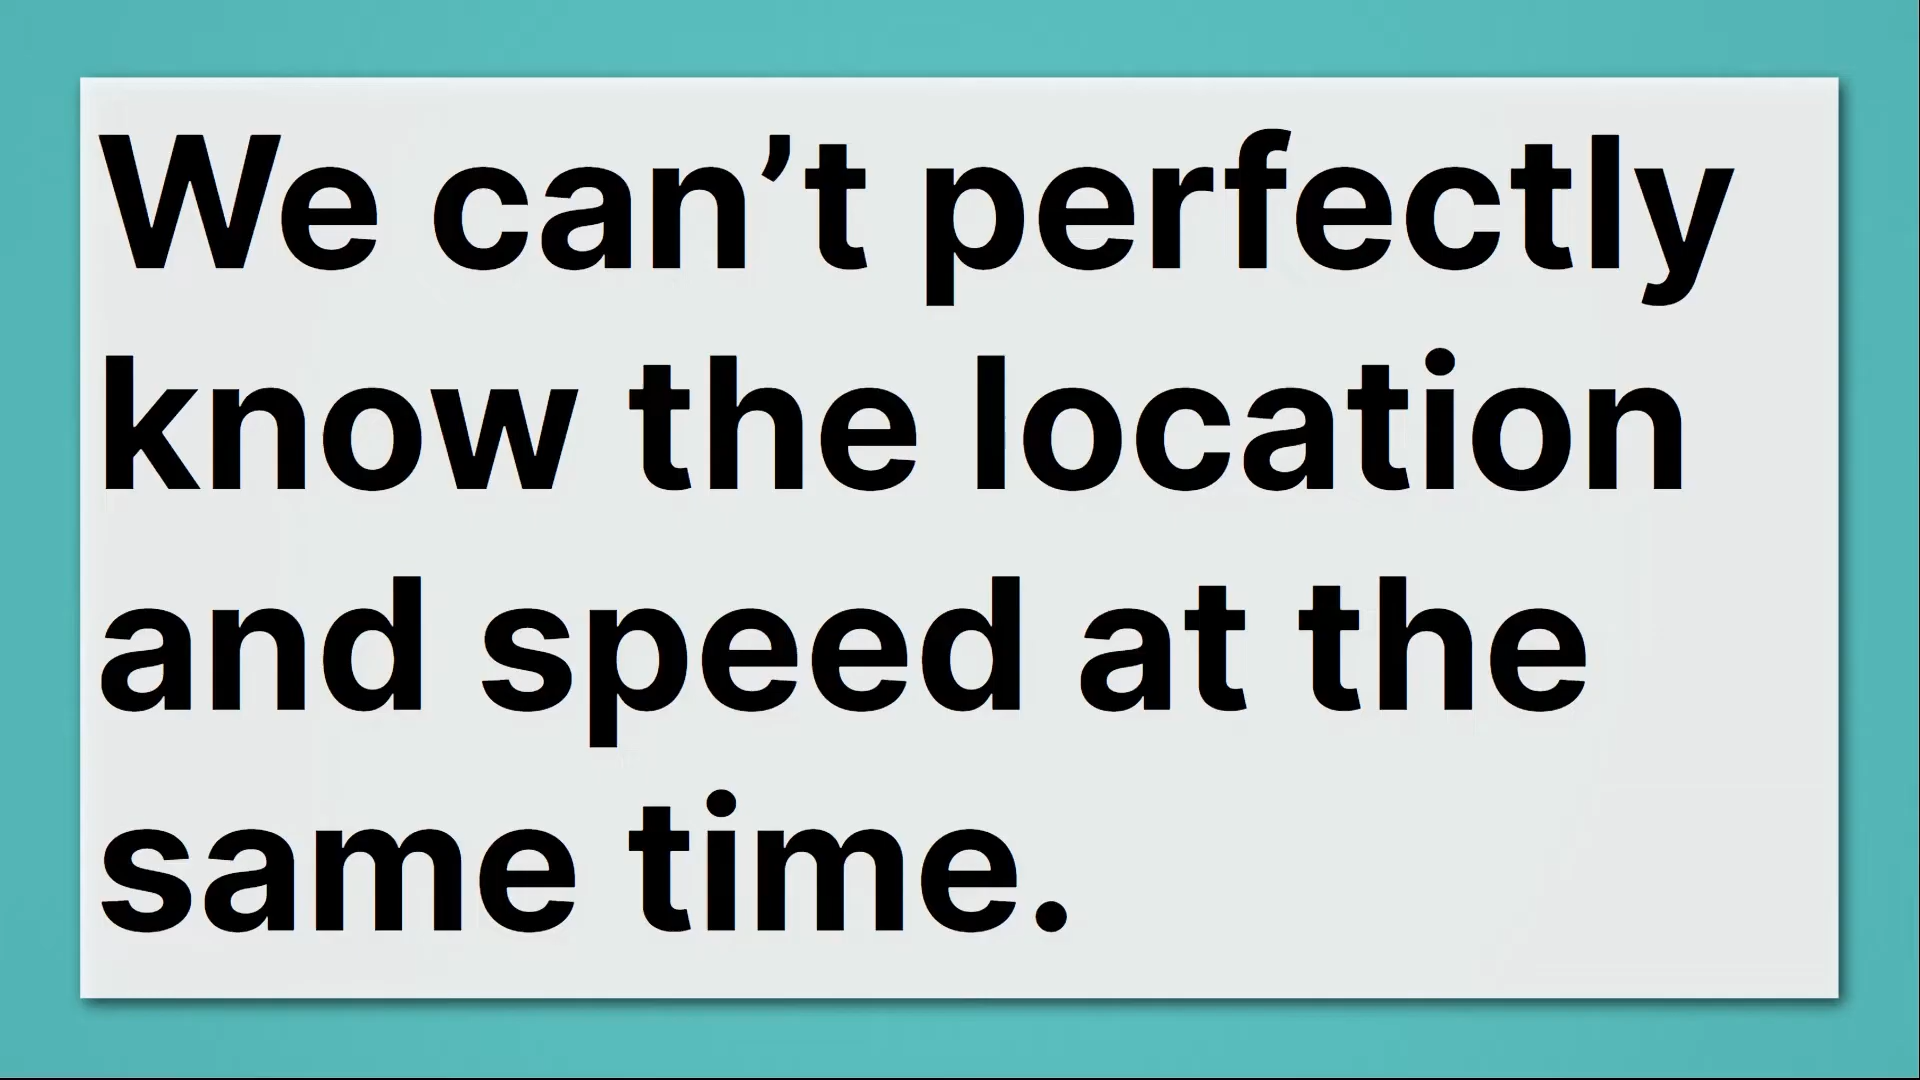 We can’t perfectly
know the location
and speed at the
same time.